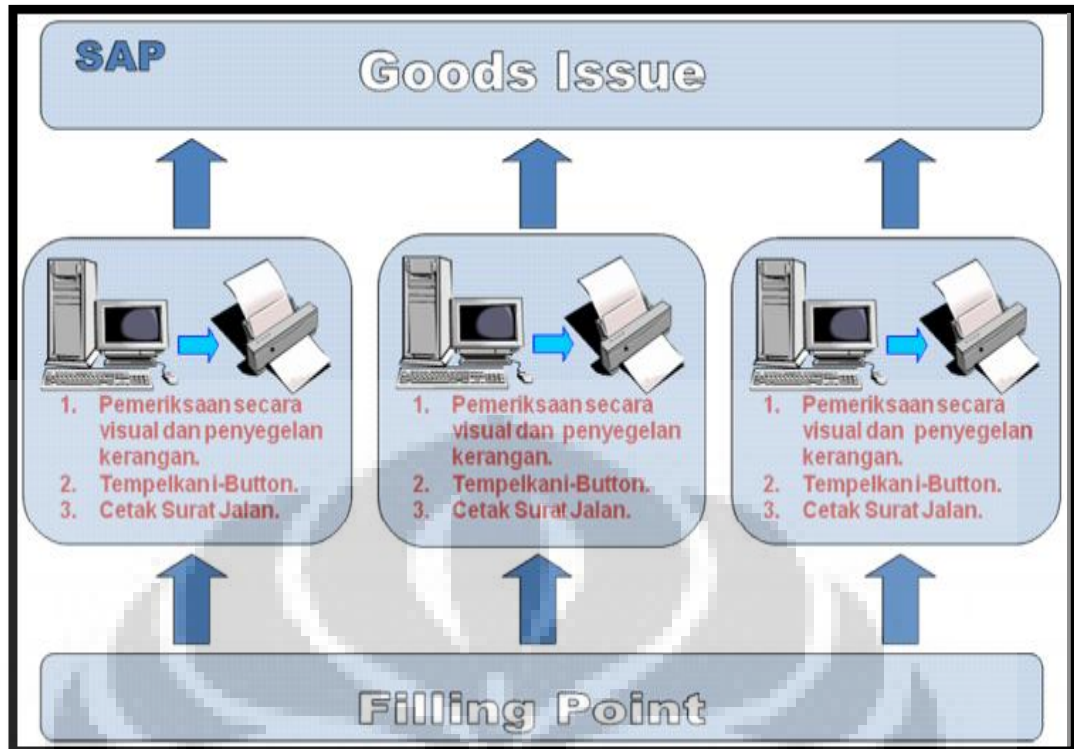 SAP
Goods Issue
1. Pemeriksaan secara
visual dan penyegelan
kerangan.
2. Tempelkan i-Button.
3. Cetak Surat Jalan.
1. Pemeriksaan secara
visual dan penyegelan
kerangan.
2. Tempelkan i-Button.
3. Cetak Surat Jalan.
1. Pemeriksaan secara
visual dan penyegelan
kerangan.
2. Tempelkan i-Button.
3. Cetak Surat Jalan.
Filling Point